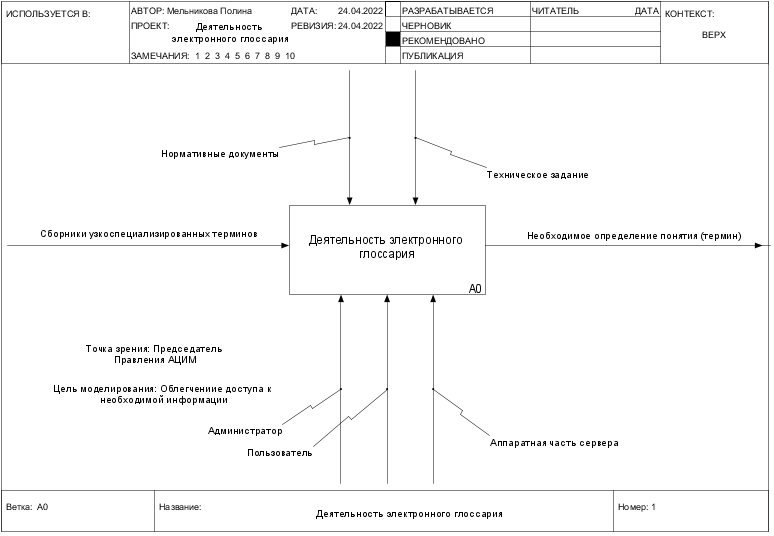 ИСПОЛЬЗУЕТСЯ В:
АВТОР: Мельникова Полина
ДАТА: 24.04.2022
РАЗРАБАТЫВАЕТСЯ
ЧИТАТЕЛЬ
ДАТА
КОНТЕКСТ:
ПРОЕКТ: Деятельность
электронного глоссария
РЕВИЗИЯ: 24.04.2022
ЧЕРНОВИК
РЕКОМЕНДОВАНО
ВЕРХ
ЗАМЕЧАНИЯ: 1 2 3 4 5 6 7 8 9 10
ПУБЛИКАЦИЯ
Нормативные документы
Техническое задание
Сборники узкоспециализированных терминов
Деятельность электронного
глоссария
A0
Необходимое определение понятия (термин)
Точка зрения: Председатель
Правления АЦИМ
Цель моделирования: Облегчениие доступа к
необходимой информации
Администратор
Пользователь
Аппаратная часть сервера
Ветка: A0
Название:
Деятельность электронного глоссария
Номер: 1